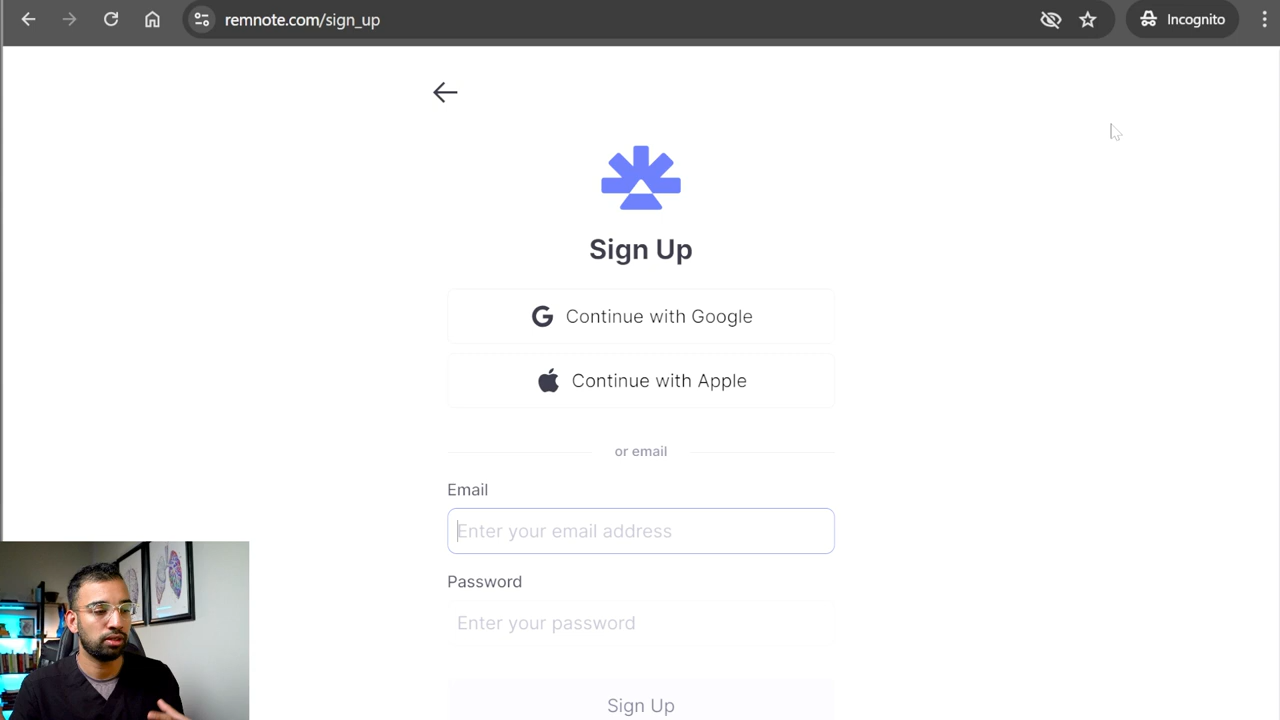 remnote.com/sign_up
Incognito
Sign Up
Continue with Google
Continue with Apple
or email
Email
Enter your email address
Password
Enter your password
Sign Up